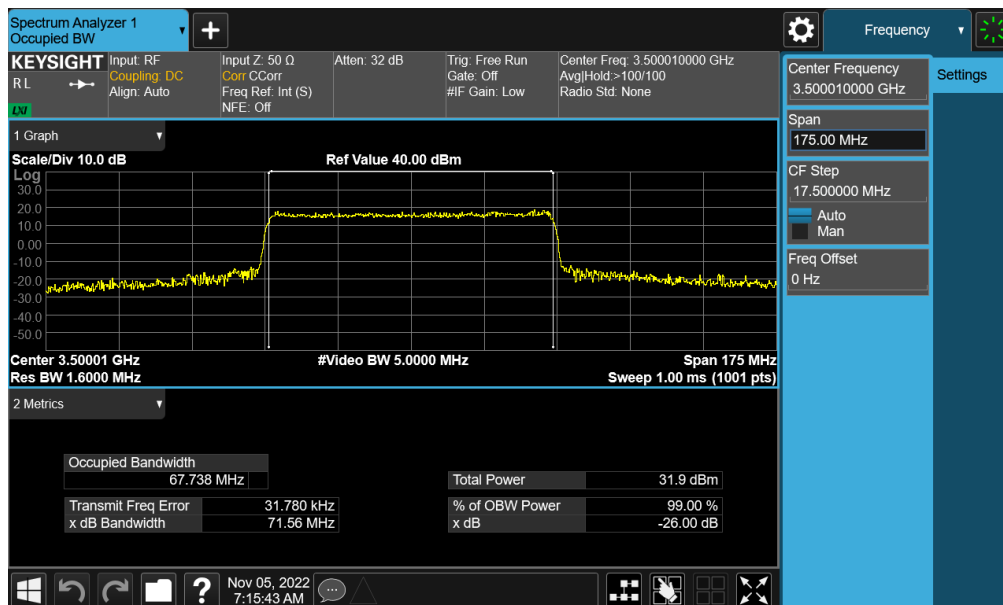 Spectrum Analyzer 1
Occupied BW
+
Frequency
KEYSIGHT
R L
LXI
Input: RF
Coupling: DC
Align: Auto
Input Z: 50 Ω
Corr CCorr
Freq Ref: Int (S)
NFE: Off
Atten: 32 dB
Trig: Free Run
Gate: Off
#IF Gain: Low
Center Freq: 3.500010000 GHz
Avg|Hold:>100/100
Radio Std: None
Center Frequency
3.500010000 GHz
Settings
Span
175.00 MHz
CF Step
17.500000 MHz
Auto
Man
Freq Offset
0 Hz
1 Graph
Scale/Div 10.0 dB
Ref Value 40.00 dBm
Log
30.0
20.0
10.0
0.00
-10.0
-20.0
-30.0
-40.0
-50.0
Center 3.50001 GHz
#Video BW 5.0000 MHz
Span 175 MHz
Res BW 1.6000 MHz
Sweep 1.00 ms (1001 pts)
2 Metrics
Occupied Bandwidth
67.738 MHz
Total Power 31.9 dBm
Transmit Freq Error 31.780 kHz
% of OBW Power 99.00 %
x dB Bandwidth 71.56 MHz
x dB -26.00 dB
?
Nov 05, 2022
7:15:43 AM